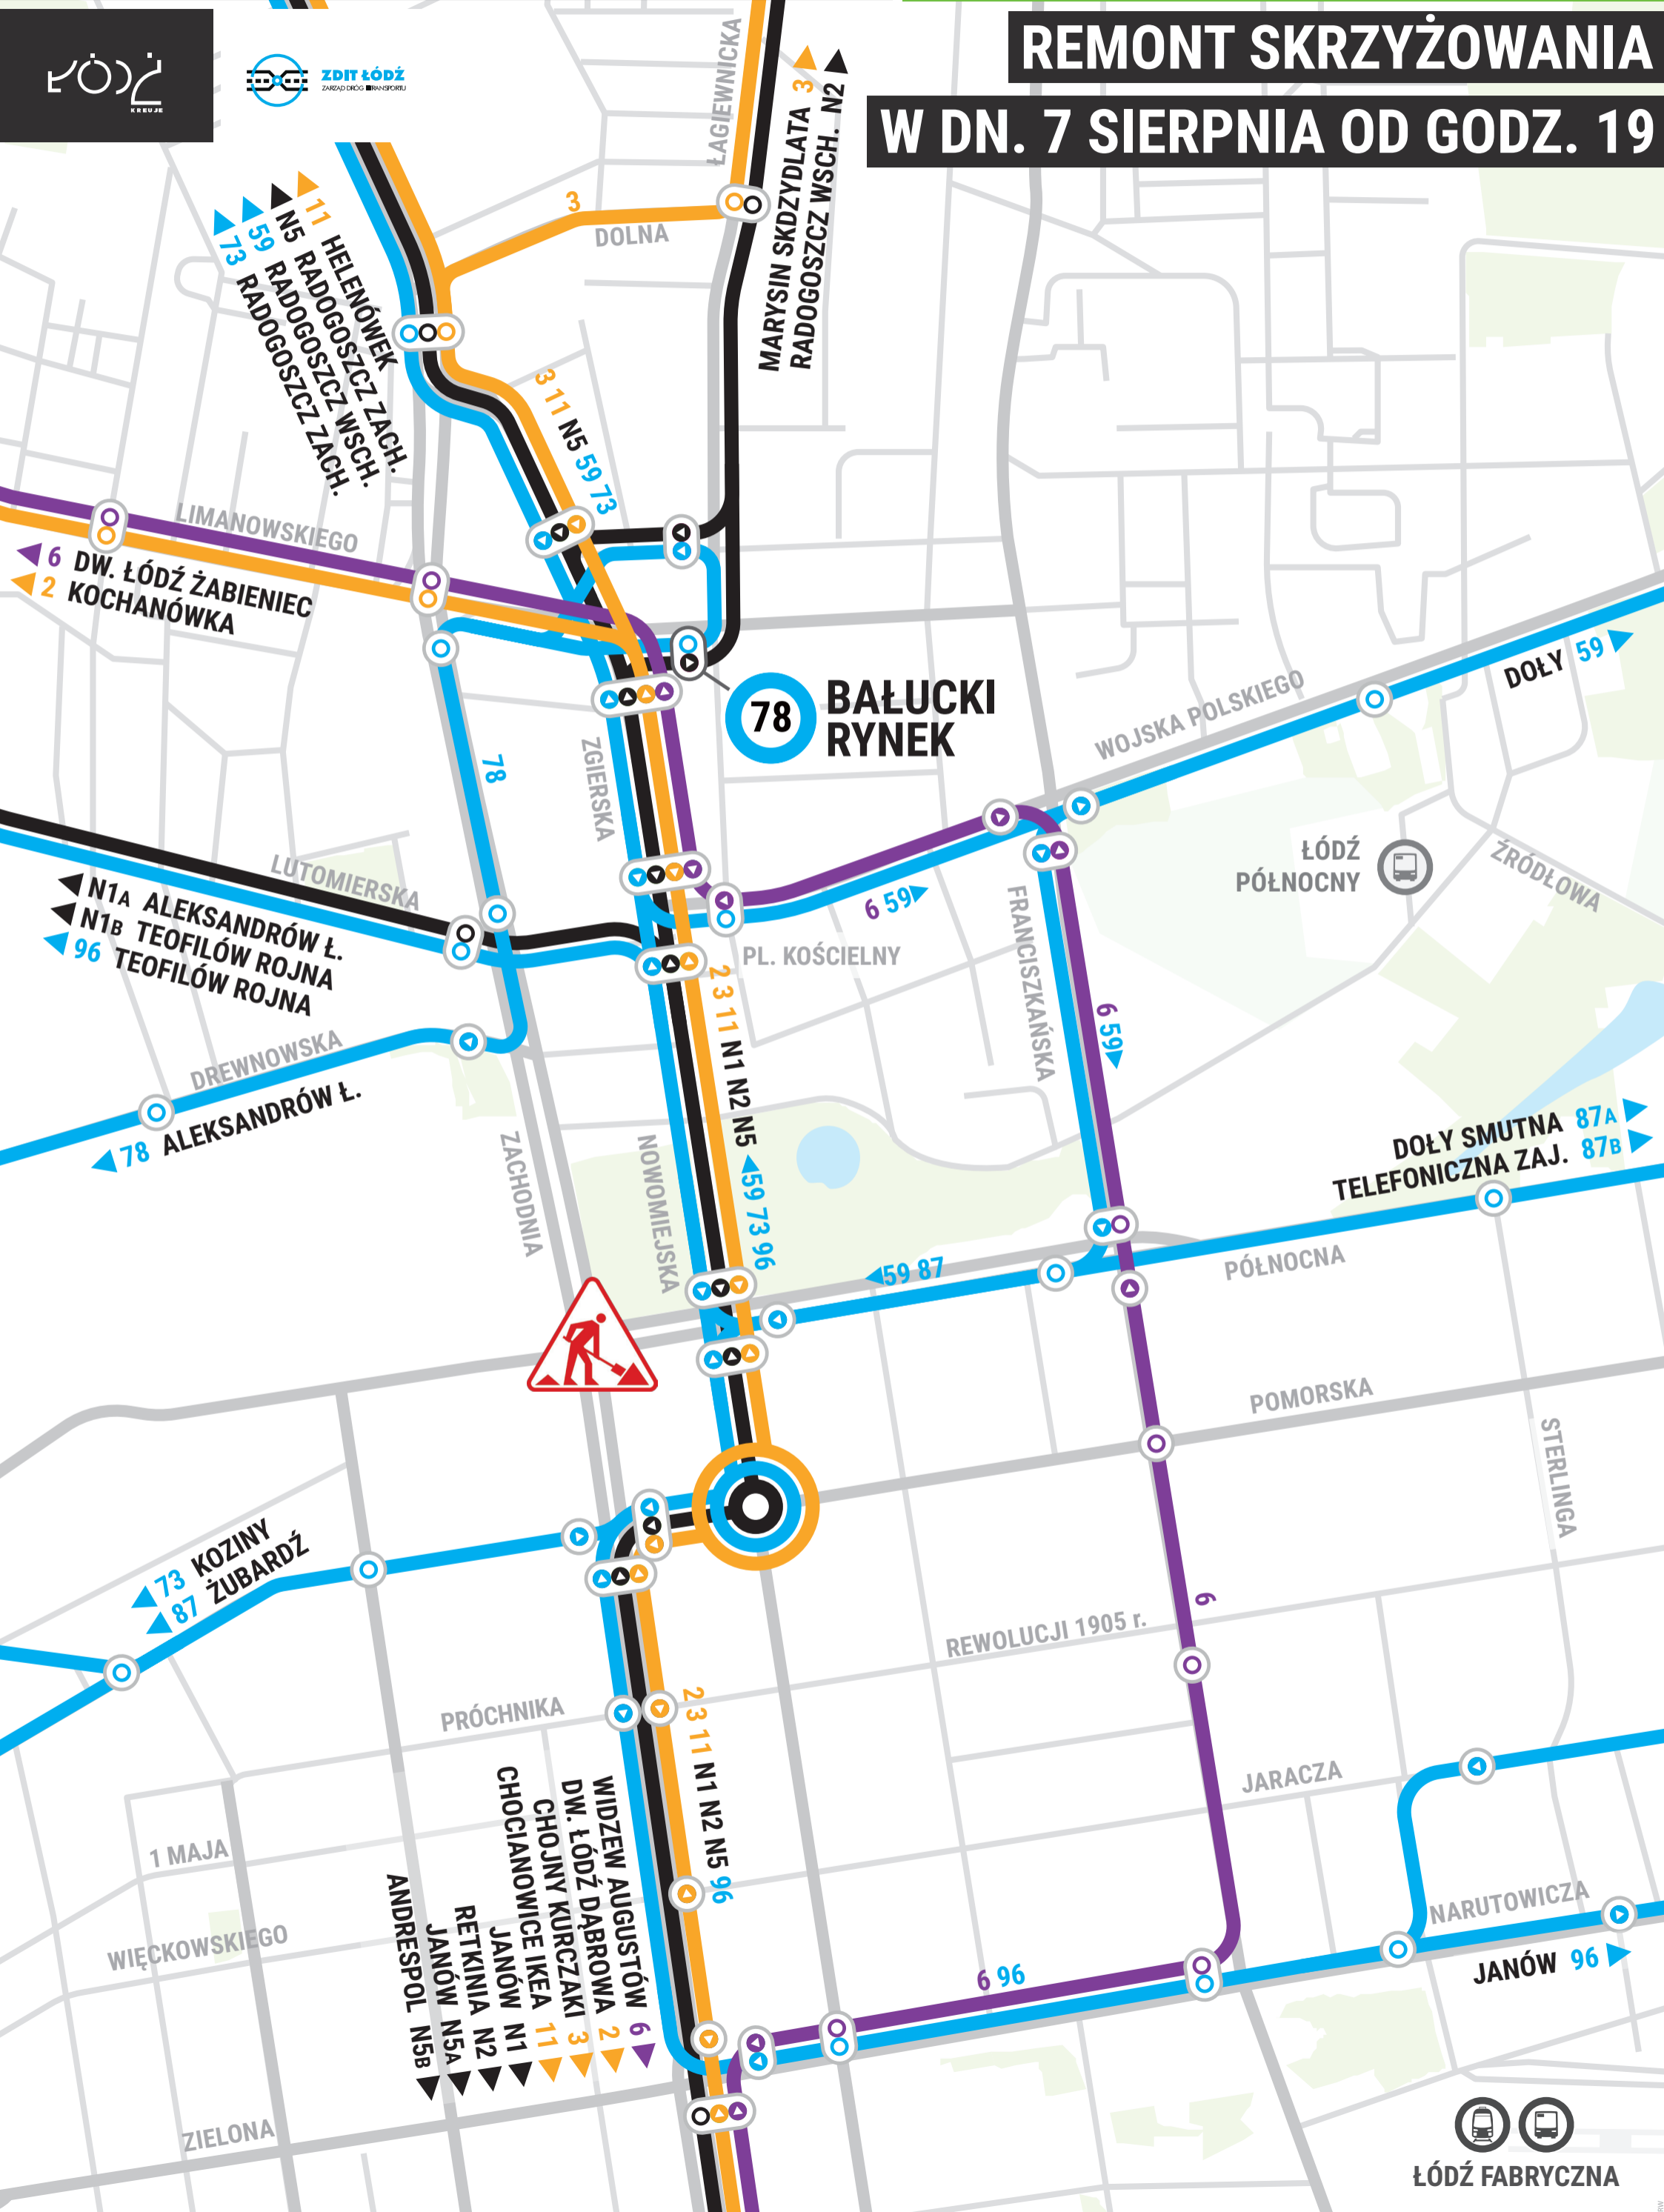 ŁÓDŹ
KREUJE
ZDIT ŁÓDŹ
ZARZĄD DRÓG I TRANSPORTU
REMONT SKRZYŻOWANIA
W DN. 7 SIERPNIA OD GODZ. 19
ŁAGIEWNICKA
MARYSIN SKDZYDLATA 3
RADOGOSZCZ WSCH. N2
3
DOLNA
11 HELENÓWEK
N5 RADOGOSZCZ ZACH.
59 RADOGOSZCZ WSCH.
73 RADOGOSZCZ ZACH.
3 11 N5 59 73
LIMANOWSKIEGO
6 DW. ŁÓDŹ ŻABIENIEC
2 KOCHANÓWKA
78
BAŁUCKI
RYNEK
DOŁY 59
WOJSKA POLSKIEGO
ZGIERSKA
78
ŁÓDŹ
PÓŁNOCNY
ŹRÓDŁOWA
LUTOMIERSKA
N1A ALEKSANDRÓW Ł.
N1B TEOFILÓW ROJNA
96 TEOFILÓW ROJNA
6 59
PL. KOŚCIELNY
FRANCISZKAŃSKA
2 3 11 N1 N2 N5 59 73 96
6 59
DREWNOWSKA
78 ALEKSANDRÓW Ł.
ZACHODNIA
NOWOMIEJSKA
DOŁY SMUTNA 87A
TELEFONICZNA ZAJ. 87B
59 87
PÓŁNOCNA
POMORSKA
STERLINGA
73 KOZINY
87 ŻUBARDŹ
6
REWOLUCJI 1905 r.
PRÓCHNIKA
2 3 11 N1 N2 N5 96
JARACZA
1 MAJA
WIĘCKOWSKIEGO
WIDZEW AUGUSTÓW 6
DW. ŁÓDŹ DĄBROWA 2
CHOJNY KURCZAKI 3
CHOCIANOWICE IKEA 11
JANÓW N1
RETKINIA N2
JANÓW N5A
ANDRESPOL N5B
NARUTOWICZA
JANÓW 96
6 96
ZIELONA
ŁÓDŹ FABRYCZNA